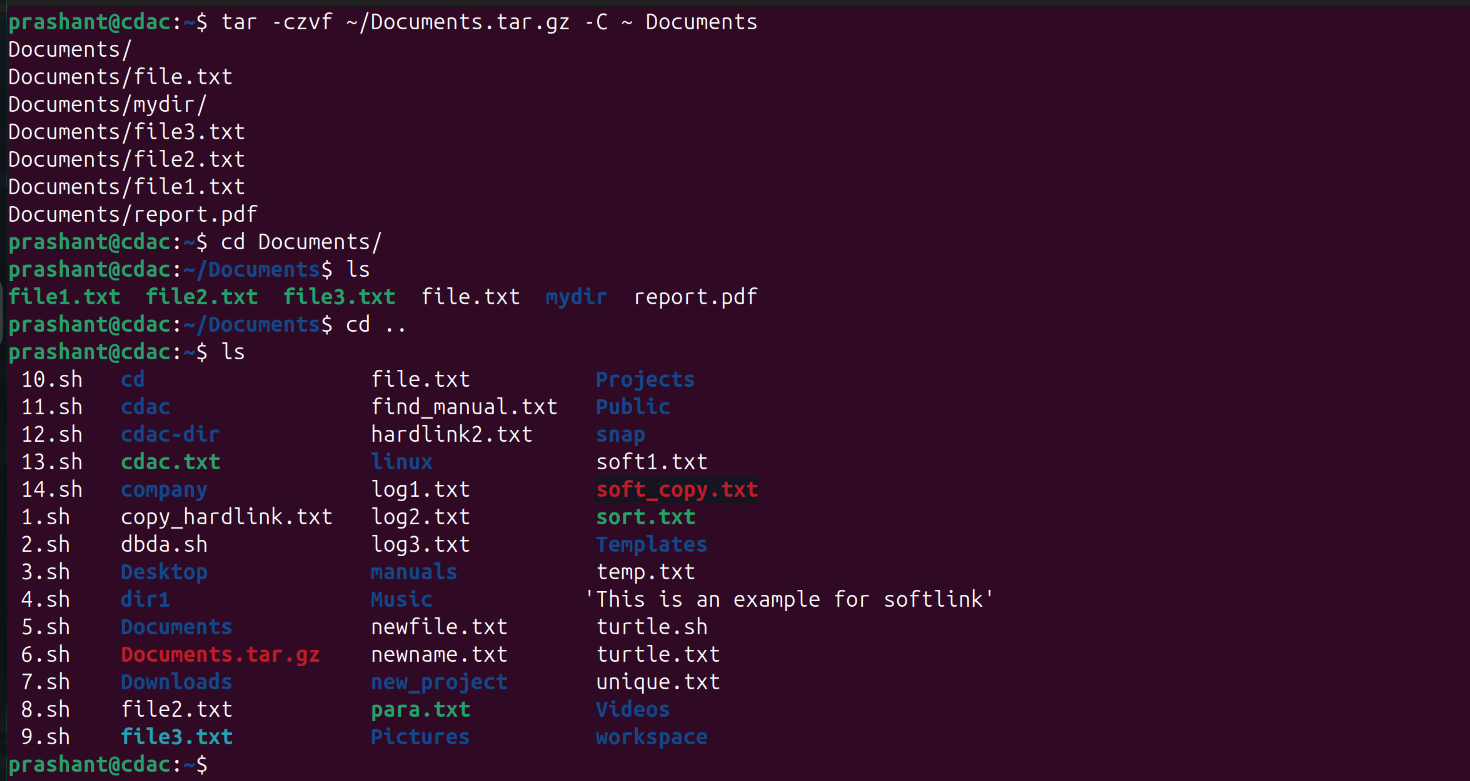 prashant@cdac:~$ tar -czvf ~/Documents.tar.gz -C ~ Documents
Documents/
Documents/file.txt
Documents/mydir/
Documents/file3.txt
Documents/file2.txt
Documents/file1.txt
Documents/report.pdf
prashant@cdac:~$ cd Documents/
prashant@cdac:~/Documents$ ls
file1.txt  file2.txt  file3.txt  file.txt  mydir  report.pdf
prashant@cdac:~/Documents$ cd ..
prashant@cdac:~$ ls
 10.sh   cd                  file.txt          Projects
 11.sh   cdac                find_manual.txt   Public
 12.sh   cdac-dir            hardlink2.txt     snap
 13.sh   cdac.txt            linux             soft1.txt
 14.sh   company             log1.txt          soft_copy.txt
 1.sh    copy_hardlink.txt   log2.txt          sort.txt
 2.sh    dbda.sh             log3.txt          Templates
 3.sh    Desktop             manuals           temp.txt
 4.sh    dir1                Music            'This is an example for softlink'
 5.sh    Documents           newfile.txt       turtle.sh
 6.sh    Documents.tar.gz    newname.txt       turtle.txt
 7.sh    Downloads           new_project       unique.txt
 8.sh    file2.txt           para.txt          Videos
 9.sh    file3.txt           Pictures          workspace
prashant@cdac:~$